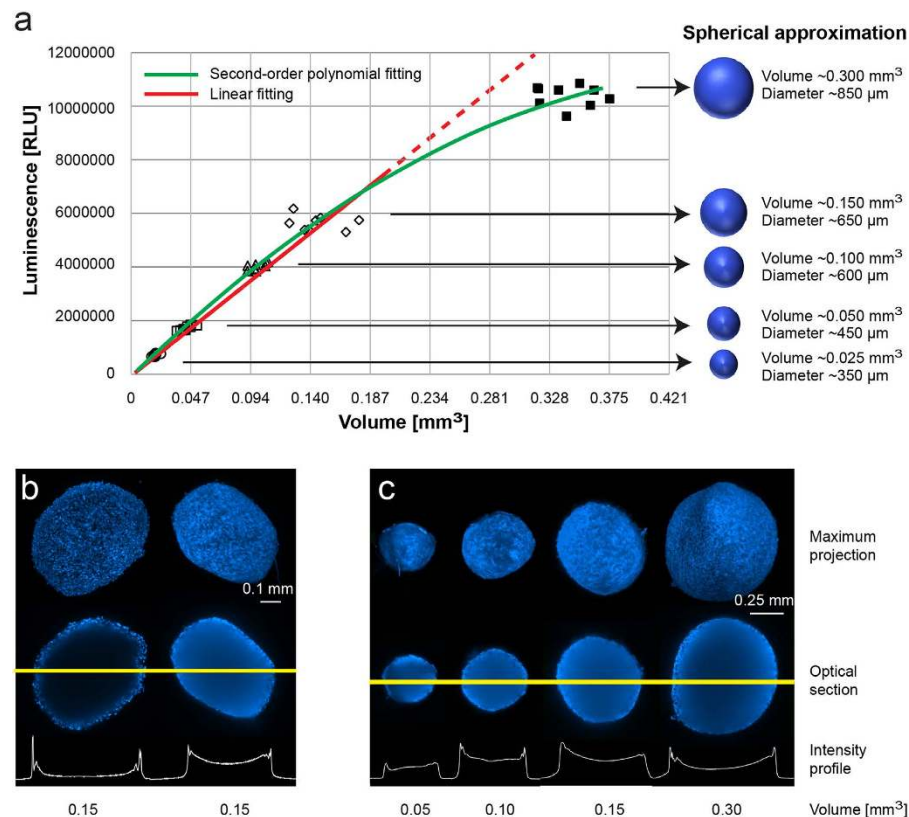 a
Spherical approximation
12000000
10000000
8000000
6000000
4000000
2000000
0
Luminescence [RLU]
Second-order polynomial fitting
Linear fitting
0
0.047
0.094
0.140
0.187
0.234
0.281
0.328
0.375
0.421
Volume [mm³]
Volume ~0.300 mm³
Diameter ~850 µm
Volume ~0.150 mm³
Diameter ~650 µm
Volume ~0.100 mm³
Diameter ~600 µm
Volume ~0.050 mm³
Diameter ~450 µm
Volume ~0.025 mm³
Diameter ~350 µm
b
0.1 mm
0.15
0.15
c
0.25 mm
Maximum
projection
Optical
section
Intensity
profile
0.05
0.10
0.15
0.30
Volume [mm³]